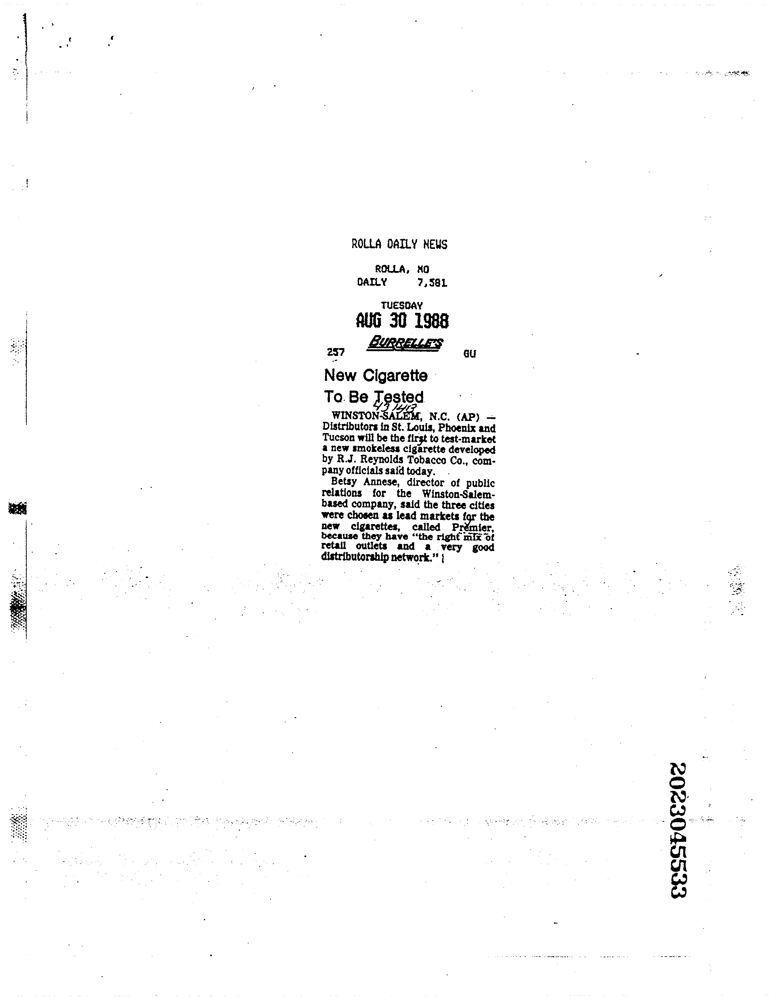 ROLLA DAILY NEWS
ROLLA, MO
DAILY 7,581
TUESDAY
AUG 30 1988
BURRELLE'S
257 GU
New Cigarette
To Be Tested
WINSTON-SALEM, N.C. (AP) —
Distributors in St. Louis, Phoenix and
Tucson will be the first to test-market
a new smokeless cigarette developed
by R.J. Reynolds Tobacco Co., com-
pany officials said today.
Betsy Annese, director of public
relations for the Winston-Salem-
based company, said the three cities
were chosen as lead markets for the
new cigarettes, called Premier,
because they have "the right mix of
retail outlets and a very good
distributorship network."
2023045533